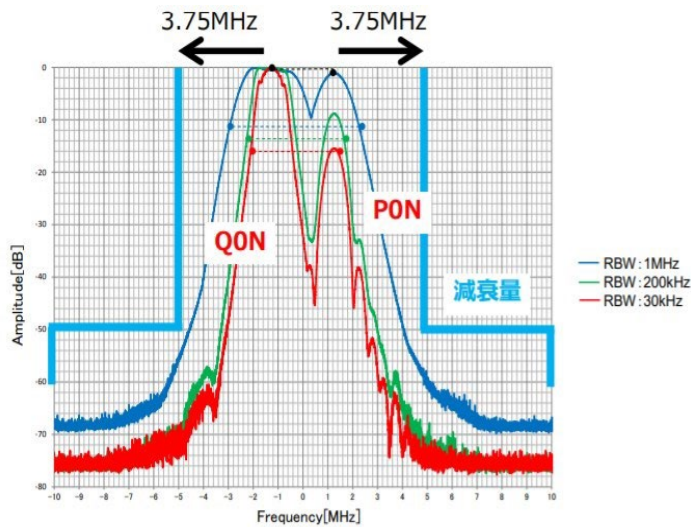 3.75MHz 3.75MHz
0
-10
-20
-30
-40
-50
-60
-70
-80
Amplitude[dB]
Q0N
P0N
減衰量
RBW:1MHz
RBW:200kHz
RBW:30kHz
-10 -9 -8 -7 -6 -5 -4 -3 -2 -1 0 1 2 3 4 5 6 7 8 9 10
Frequency[MHz]